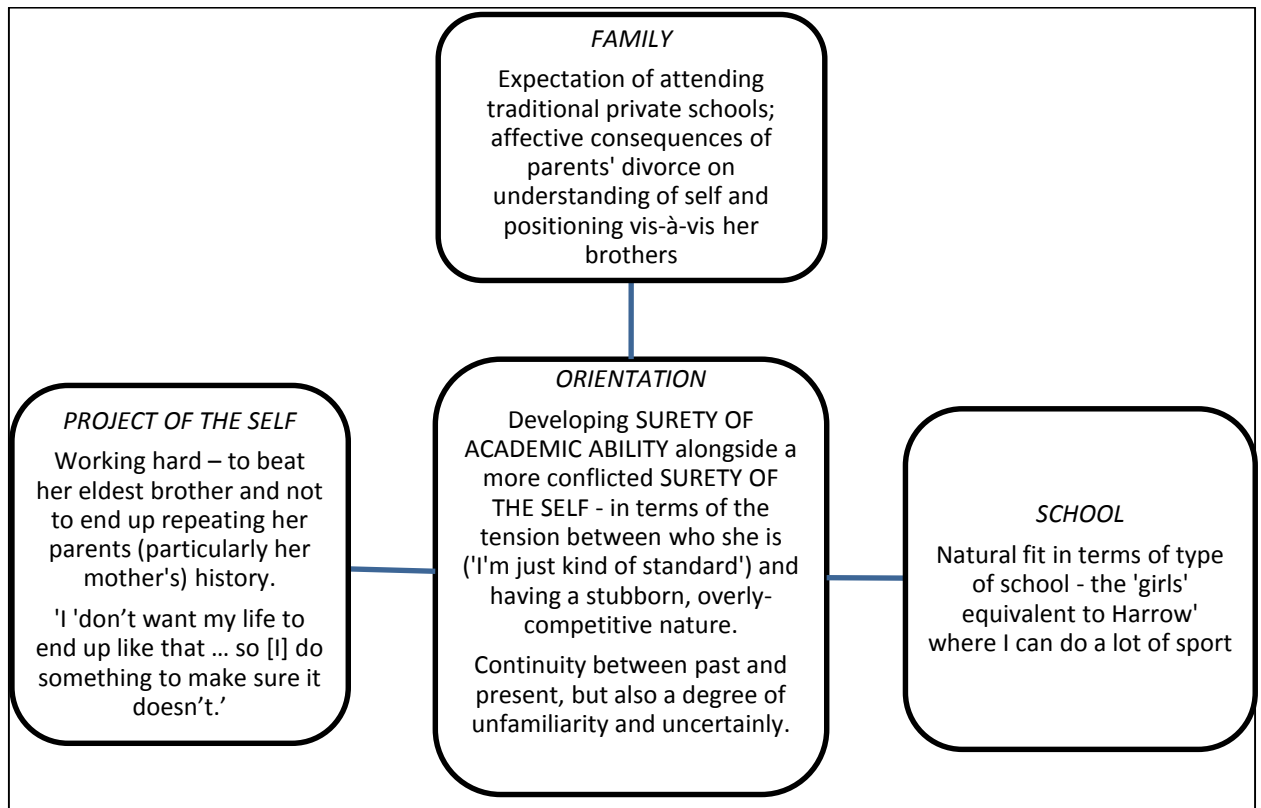 FAMILY
Expectation of attending
traditional private schools;
affective consequences of
parents' divorce on
understanding of self and
positioning vis-à-vis her
brothers
PROJECT OF THE SELF
Working hard – to beat
her eldest brother and not
to end up repeating her
parents (particularly her
mother's) history.
'I 'don’t want my life to
end up like that ... so [I] do
something to make sure it
doesn’t.’
ORIENTATION
Developing SURETY OF
ACADEMIC ABILITY alongside a
more conflicted SURETY OF
THE SELF - in terms of the
tension between who she is
('I'm just kind of standard') and
having a stubborn, overly-
competitive nature.
Continuity between past and
present, but also a degree of
unfamiliarity and uncertainly.
SCHOOL
Natural fit in terms of type
of school - the 'girls'
equivalent to Harrow'
where I can do a lot of sport